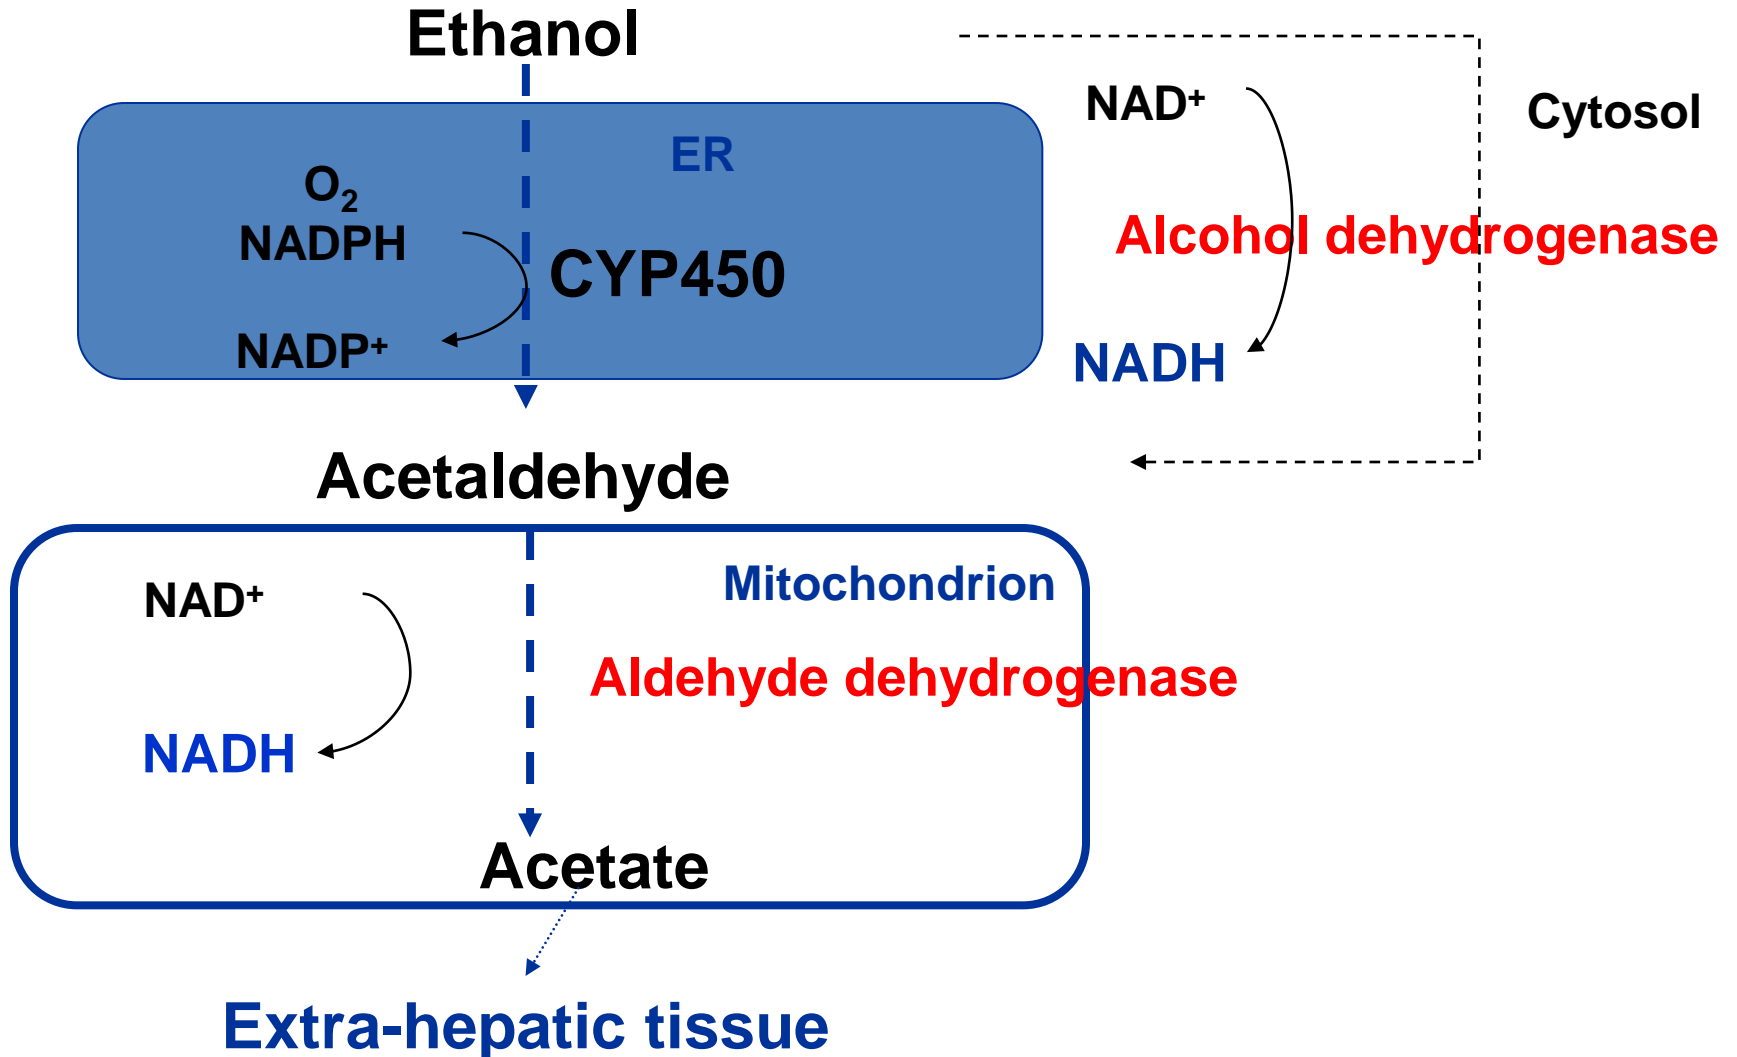 Ethanol
NAD⁺
Cytosol
ER
O₂
NADPH
CYP450
Alcohol dehydrogenase
NADP⁺
NADH
Acetaldehyde
Mitochondrion
NAD⁺
Aldehyde dehydrogenase
NADH
Acetate
Extra-hepatic tissue